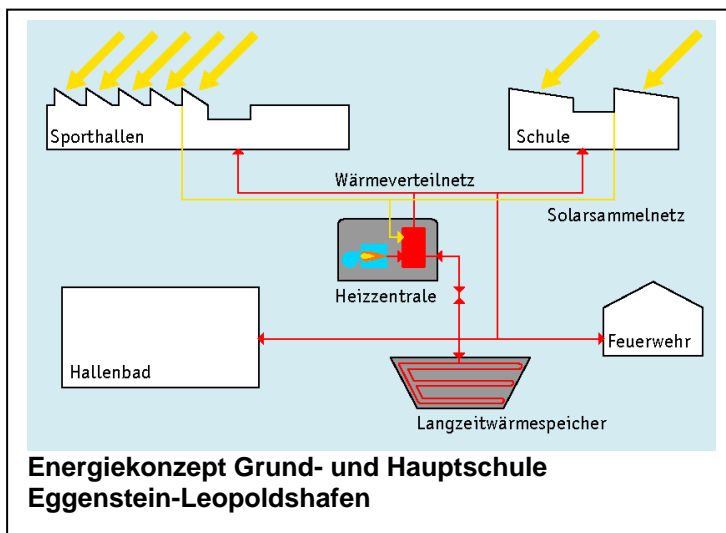 Sporthallen
Schule
Wärmeverteilnetz
Solarsammelnetz
Heizzentrale
Hallenbad
Feuerwehr
Langzeitwärmespeicher
Energiekonzept Grund- und Hauptschule
Eggenstein-Leopoldshafen